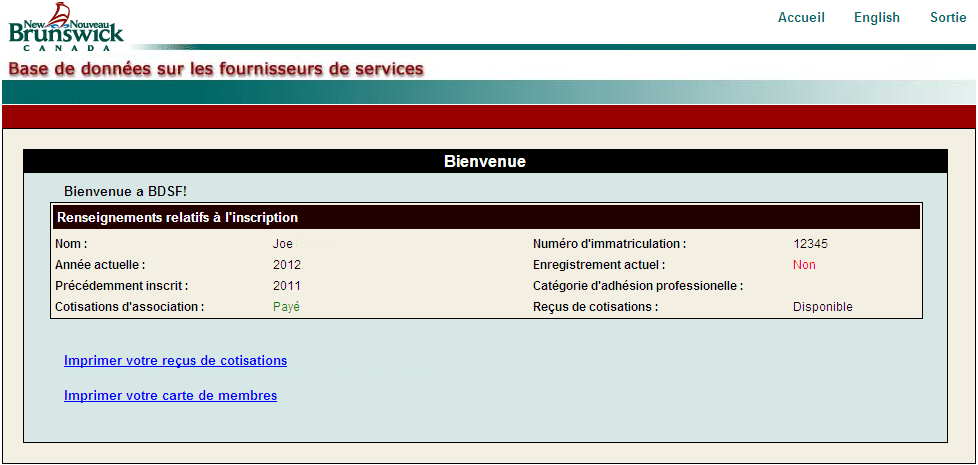 New Nouveau
Brunswick
CANADA
Accueil English Sortie
Base de données sur les fournisseurs de services
Bienvenue
Bienvenue a BDSF!
Renseignements relatifs à l'inscription
Nom : Joe Numéro d'immatriculation : 12345
Année actuelle : 2012 Enregistrement actuel : Non
Précédemment inscrit : 2011 Catégorie d'adhésion professionelle :
Cotisations d'association : Payé Reçus de cotisations : Disponible
Imprimer votre reçus de cotisations
Imprimer votre carte de membres